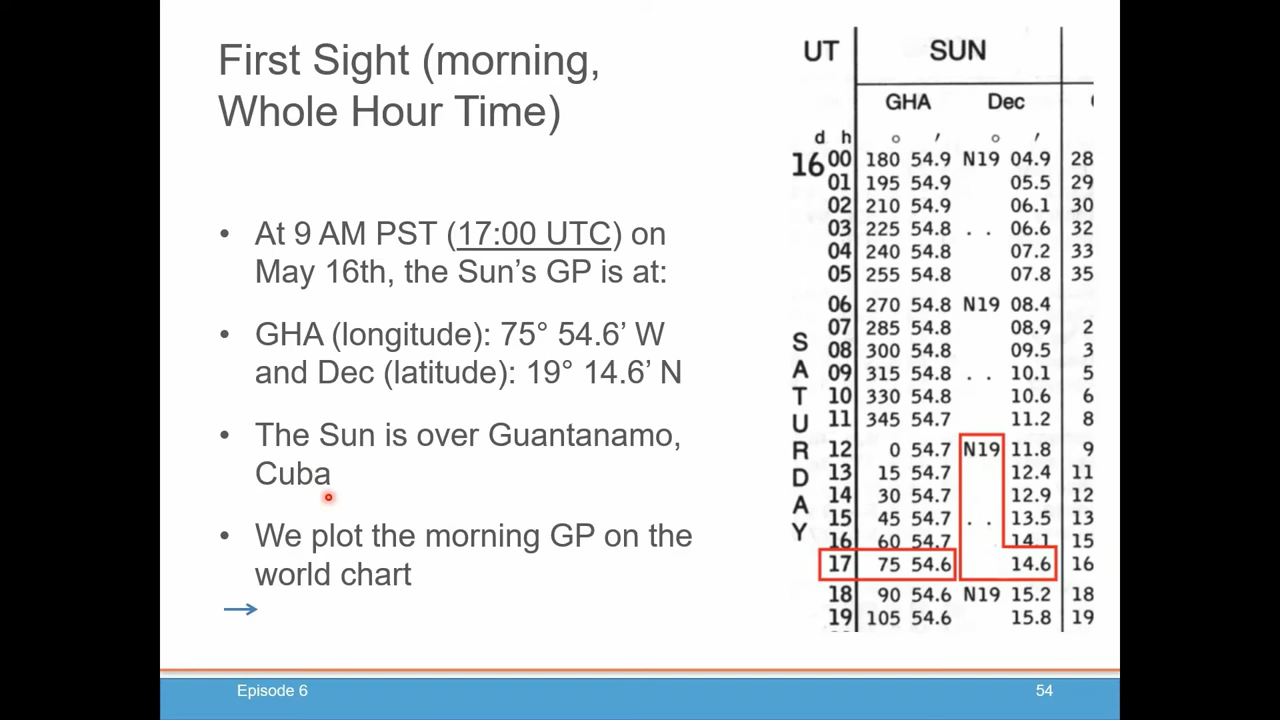 First Sight (morning,
Whole Hour Time)
• At 9 AM PST (17:00 UTC) on
May 16th, the Sun’s GP is at:
• GHA (longitude): 75° 54.6’ W
and Dec (latitude): 19° 14.6’ N
• The Sun is over Guantanamo,
Cuba
• We plot the morning GP on the
world chart
UT SUN
GHA Dec
d h ° ′ ° ′
16 00 180 54.9 N19 04.9 28
01 195 54.9 05.5 29
02 210 54.9 06.1 30
03 225 54.8 . . 06.6 32
04 240 54.8 07.2 33
05 255 54.8 07.8 35
06 270 54.8 N19 08.4
07 285 54.8 08.9 2
08 300 54.8 09.5 3
09 315 54.8 . . 10.1 5
10 330 54.8 10.6 6
11 345 54.7 11.2 8
12 0 54.7 N19 11.8 9
13 15 54.7 12.4 11
14 30 54.7 12.9 12
15 45 54.7 . . 13.5 13
16 60 54.7 14.1 15
17 75 54.6 14.6 16
18 90 54.6 N19 15.2 18
19 105 54.6 15.8 19
SATURDAY
Episode 6
54